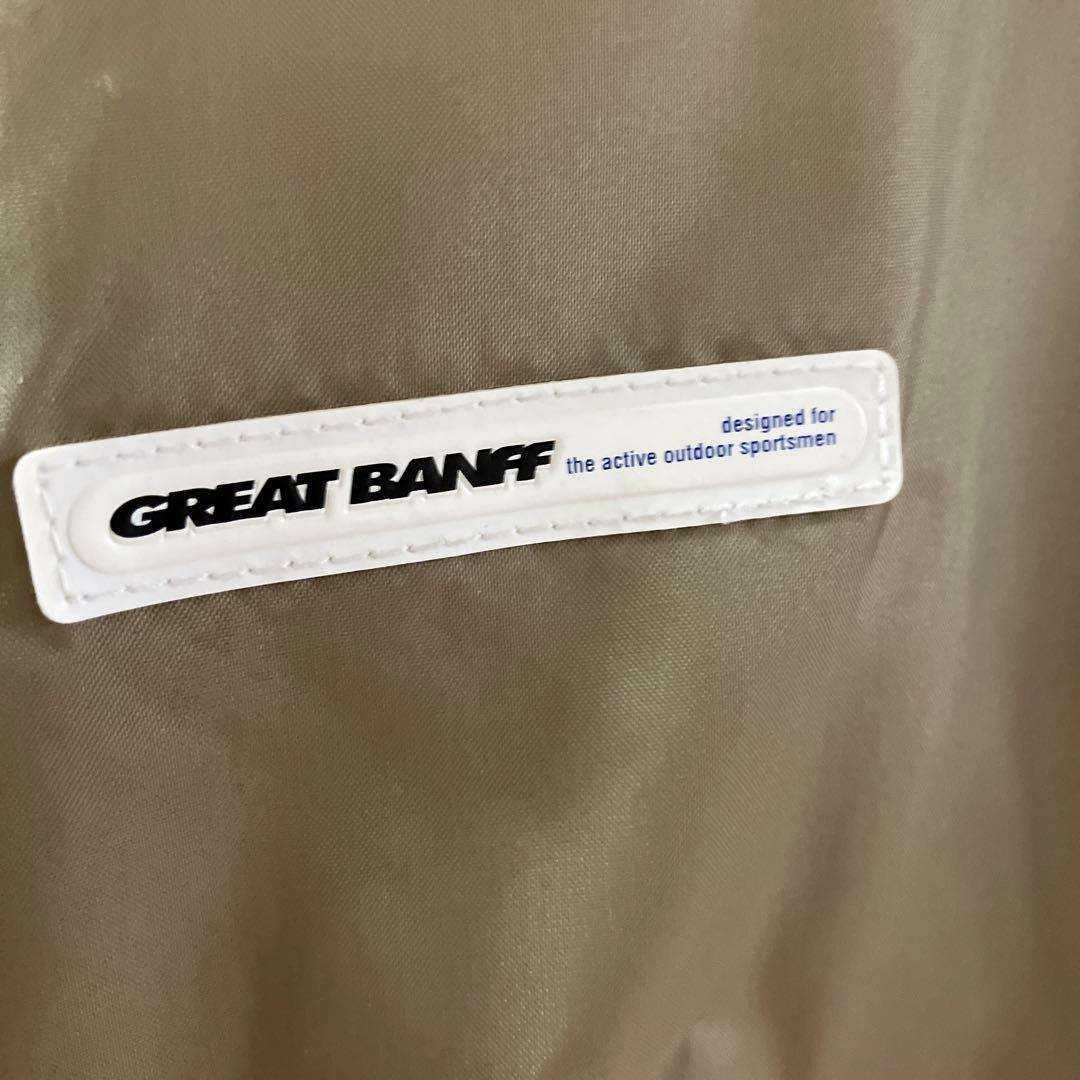 GREAT BANFF
designed for
the active outdoor sportsmen